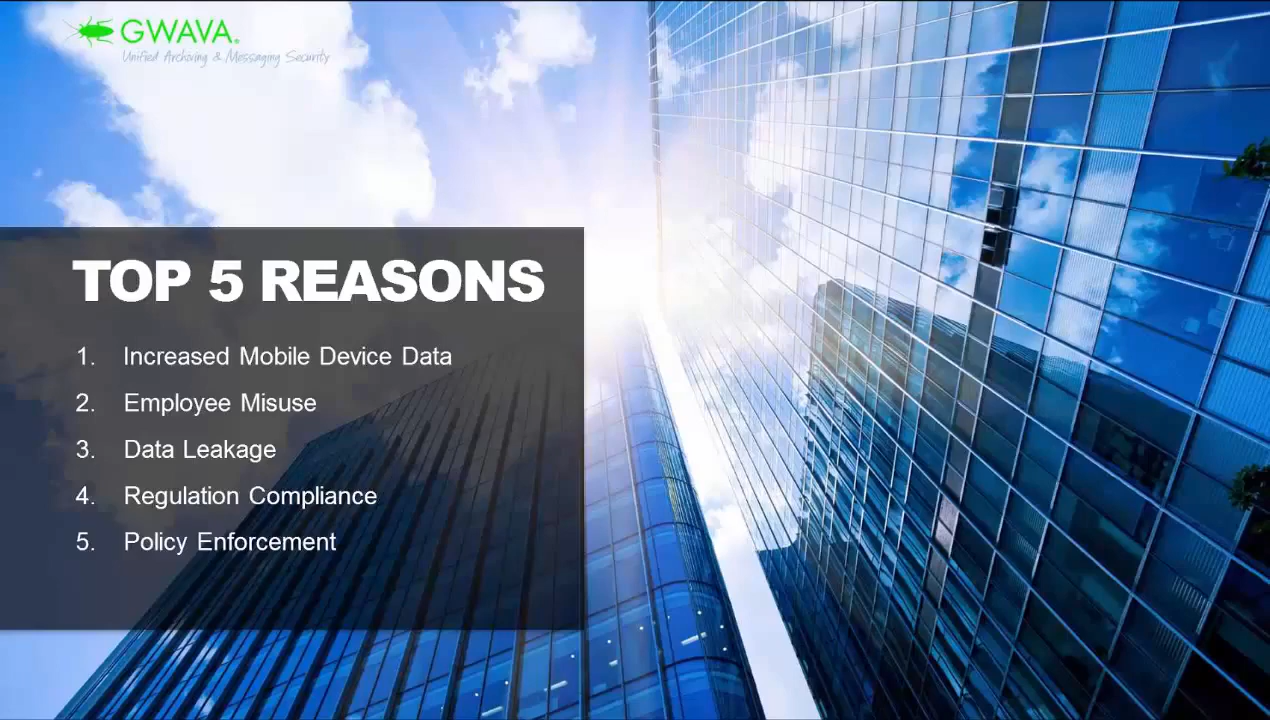 GWAVA®
Unified Archiving & Messaging Security
TOP 5 REASONS
1. Increased Mobile Device Data
2. Employee Misuse
3. Data Leakage
4. Regulation Compliance
5. Policy Enforcement